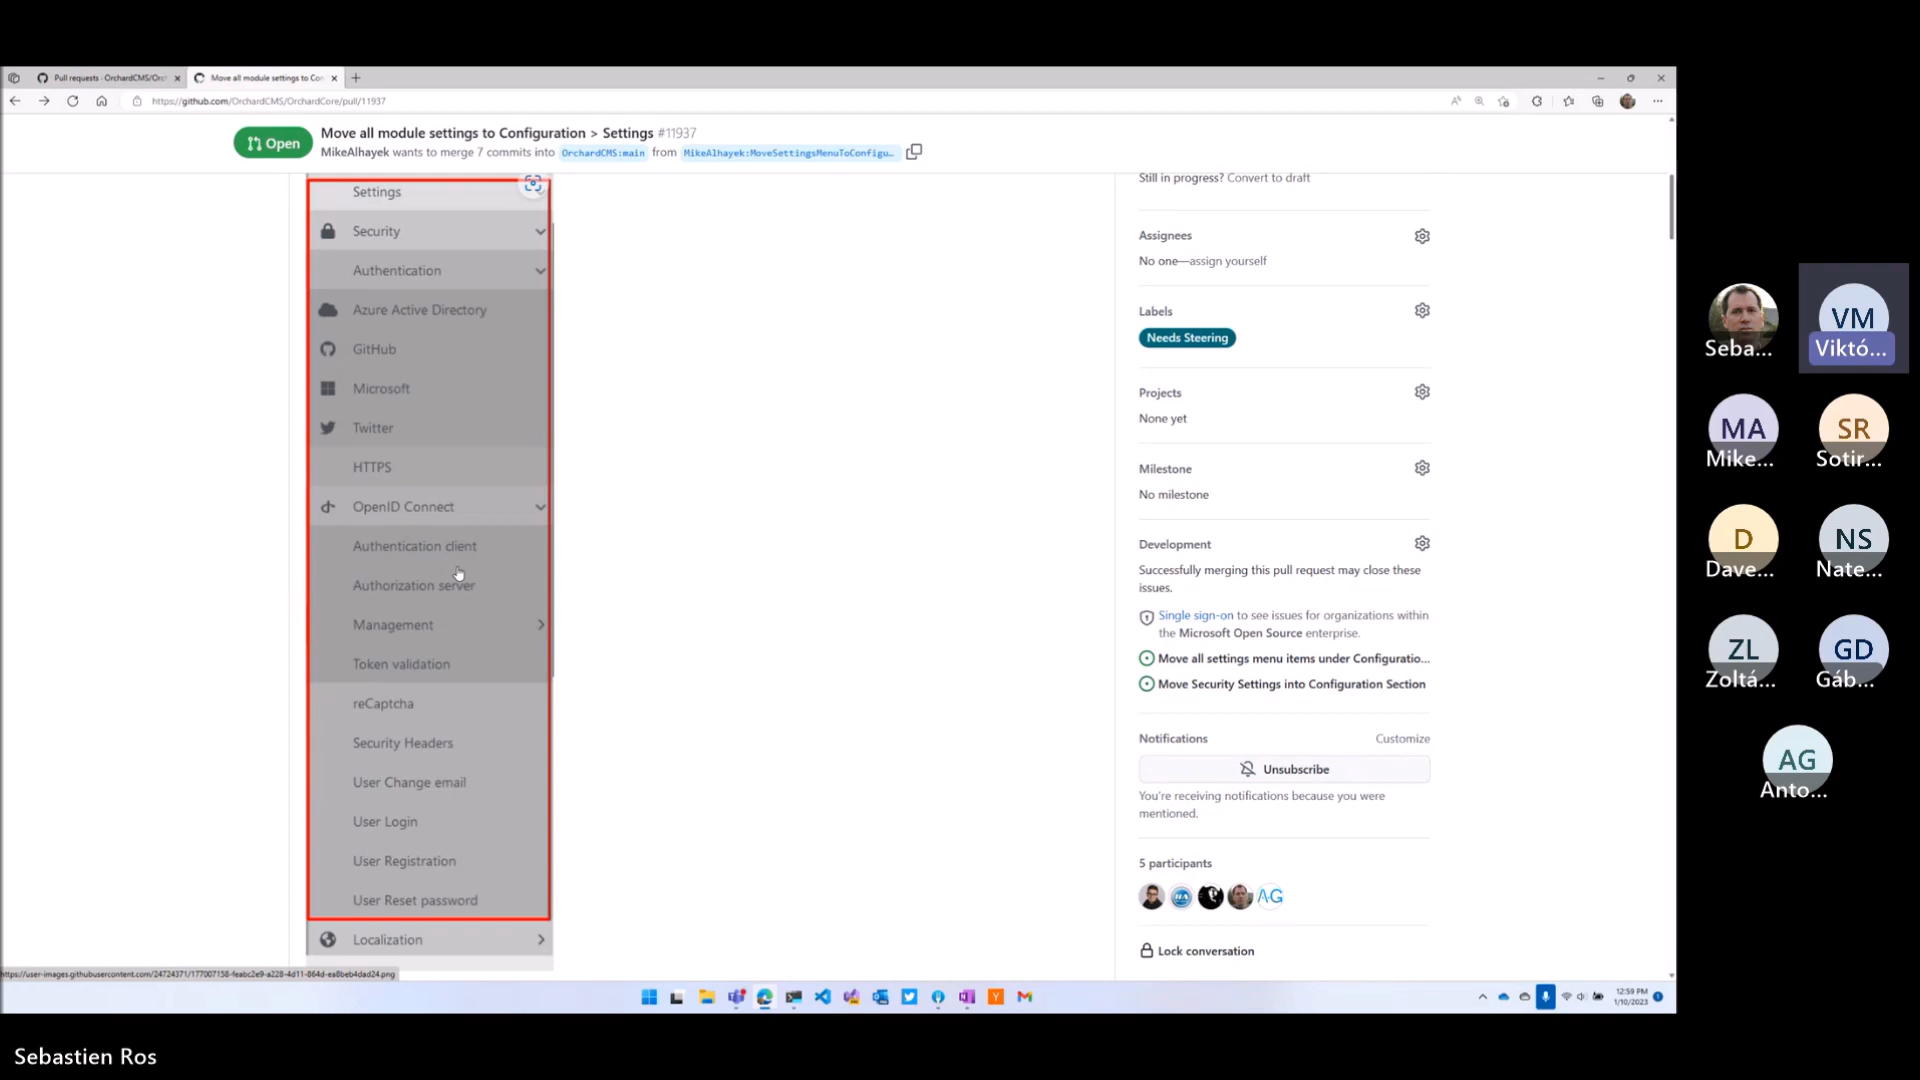 Pull requests · OrchardCMS/Orch
Move all module settings to Con
https://github.com/OrchardCMS/OrchardCore/pull/11937
Open
Move all module settings to Configuration > Settings #11937
MikeAlhayek wants to merge 7 commits into OrchardCMS:main from MikeAlhayek:MoveSettingsMenuToConfigu…
Settings
Security
Authentication
Azure Active Directory
GitHub
Microsoft
Twitter
HTTPS
OpenID Connect
Authentication client
Authorization server
Management
Token validation
reCaptcha
Security Headers
User Change email
User Login
User Registration
User Reset password
Localization
Still in progress? Convert to draft
Assignees
No one—assign yourself
Labels
Needs Steering
Projects
None yet
Milestone
No milestone
Development
Successfully merging this pull request may close these
issues.
Single sign-on to see issues for organizations within
the Microsoft Open Source enterprise.
Move all settings menu items under Configuratio...
Move Security Settings into Configuration Section
Notifications
Customize
Unsubscribe
You're receiving notifications because you were
mentioned.
5 participants
AG
Lock conversation
12:59 PM
1/10/2023
Seba...
VM
Viktó...
MA
Mike...
SR
Sotir...
D
Dave...
NS
Nate...
ZL
Zoltá...
GD
Gáb...
AG
Anto...
Sebastien Ros